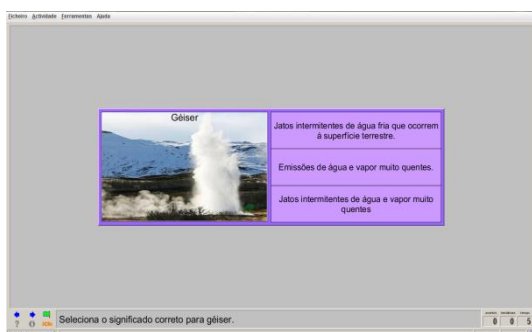 Ficheiro Actividade Ferramentas Ajuda
Géiser
Jatos intermitentes de água fria que ocorrem
à superfície terrestre.
Emissões de água e vapor muito quentes.
Jatos intermitentes de água e vapor muito
quentes
Seleciona o significado correto para géiser.
0 0 5